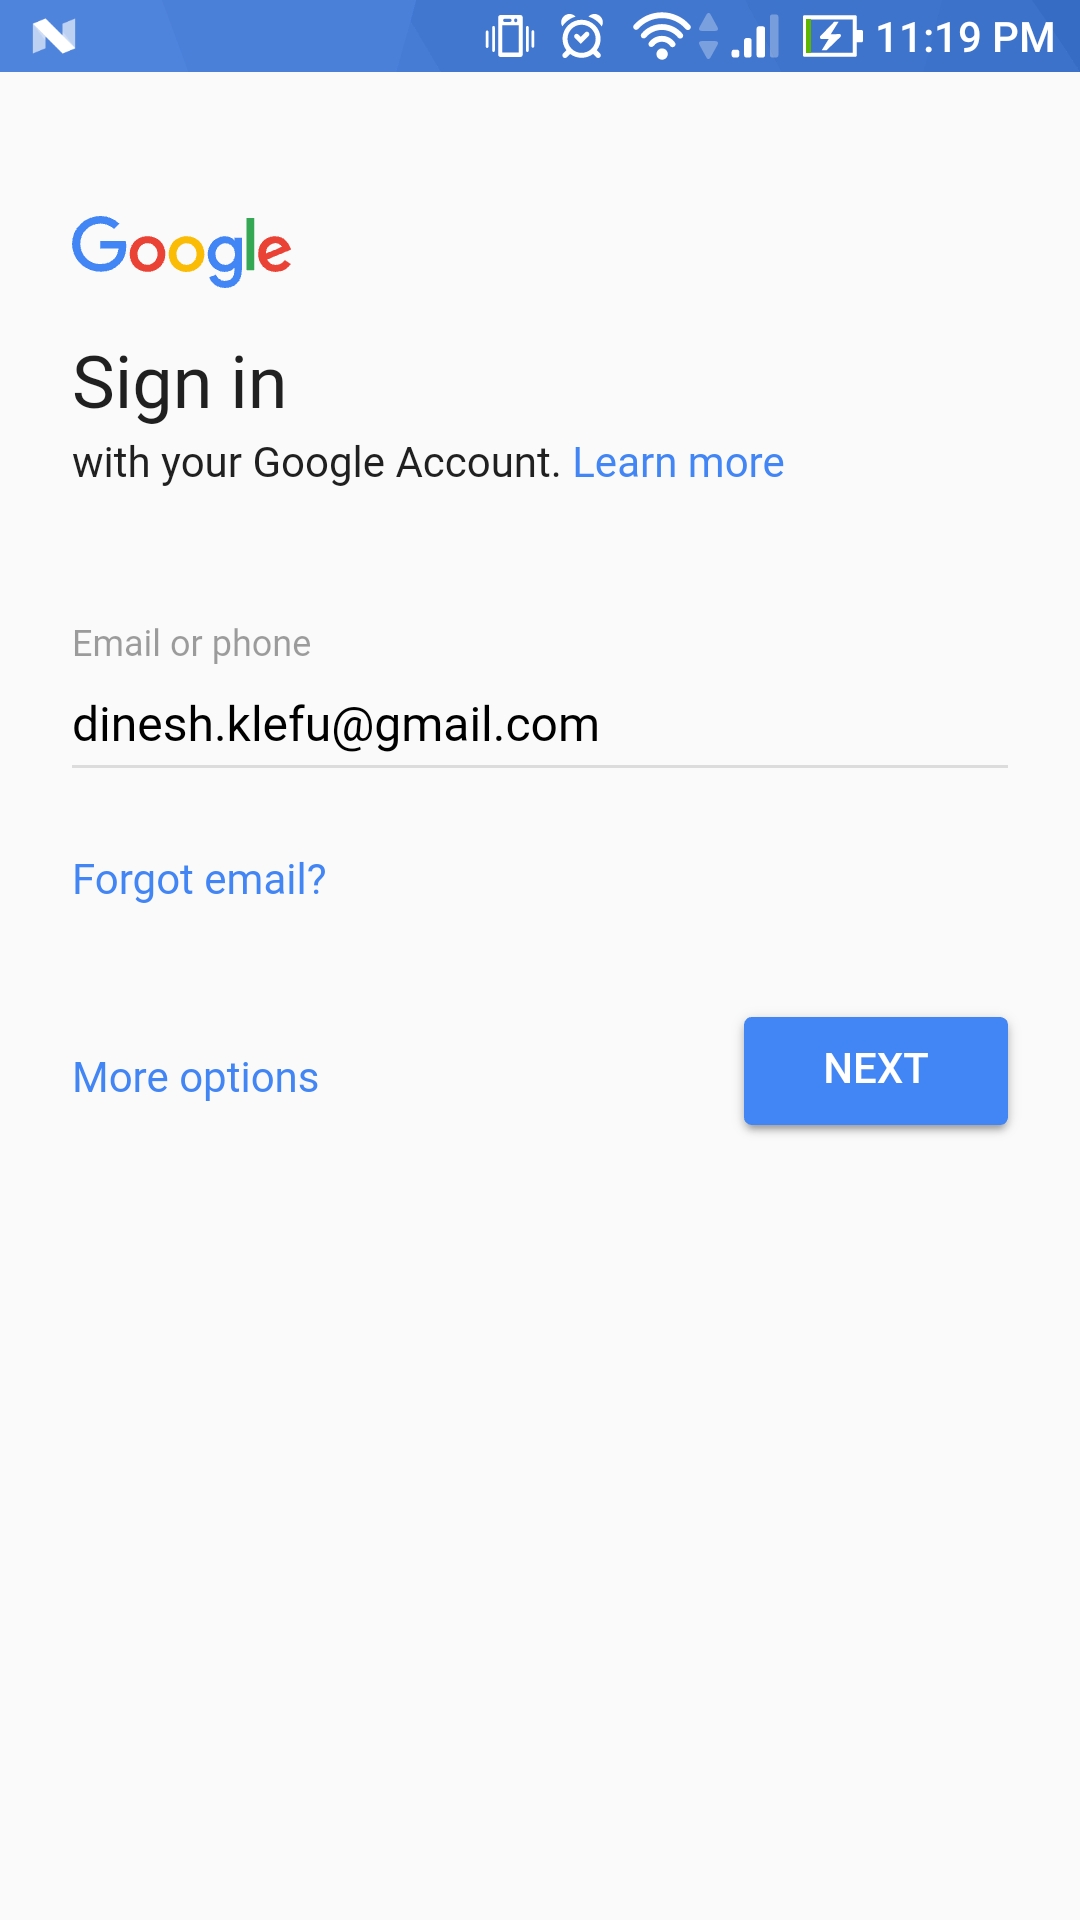 11:19 PM
Google
Sign in
with your Google Account. Learn more
Email or phone
dinesh.klefu@gmail.com
Forgot email?
More options
NEXT